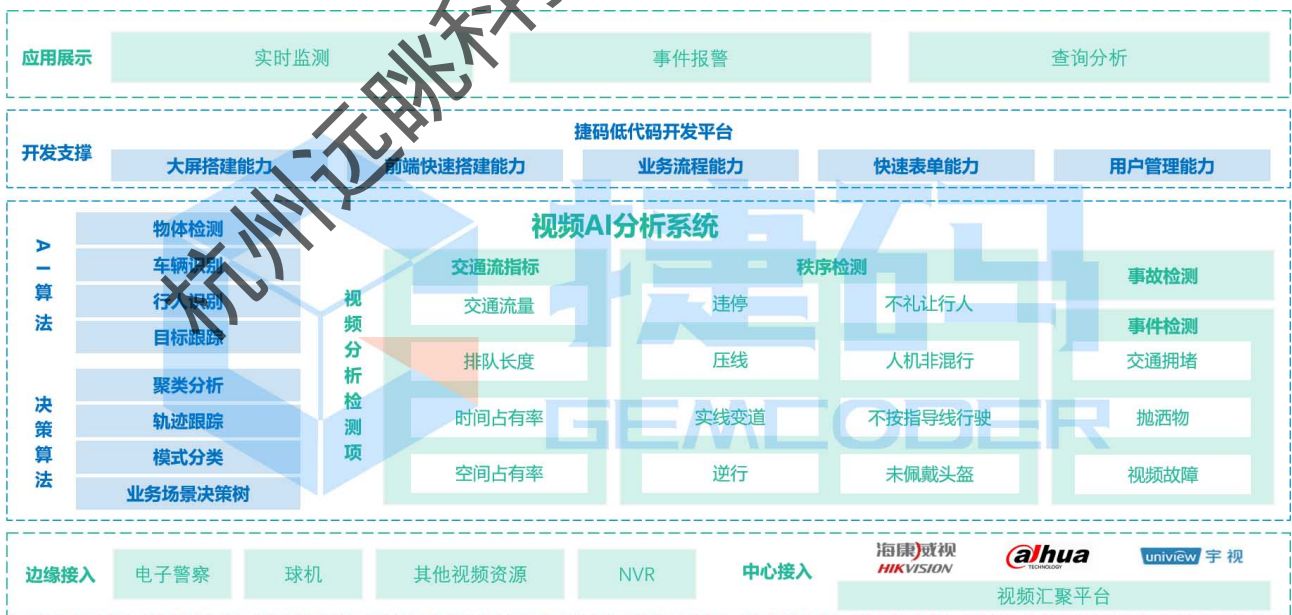 应用展示
实时监测
事件报警
查询分析
开发支撑
捷码低代码开发平台
大屏搭建能力
前端快速搭建能力
业务流程能力
快速表单能力
用户管理能力
视频AI分析系统
AI算法
物体检测
车辆识别
行人识别
目标跟踪
决策算法
聚类分析
轨迹跟踪
模式分类
业务场景决策树
视频分析检测项
交通流指标
交通流量
排队长度
时间占有率
空间占有率
秩序检测
违停
不礼让行人
压线
人机非混行
实线变道
不按指导线行驶
逆行
未佩戴头盔
事故检测
事件检测
交通拥堵
抛洒物
视频故障
边缘接入
电子警察
球机
其他视频资源
NVR
中心接入
海康威视
HIKVISION
alhua
TECHNOLOGY
uniview 宇视
视频汇聚平台
捷码
GEMCODER
杭州远眺科